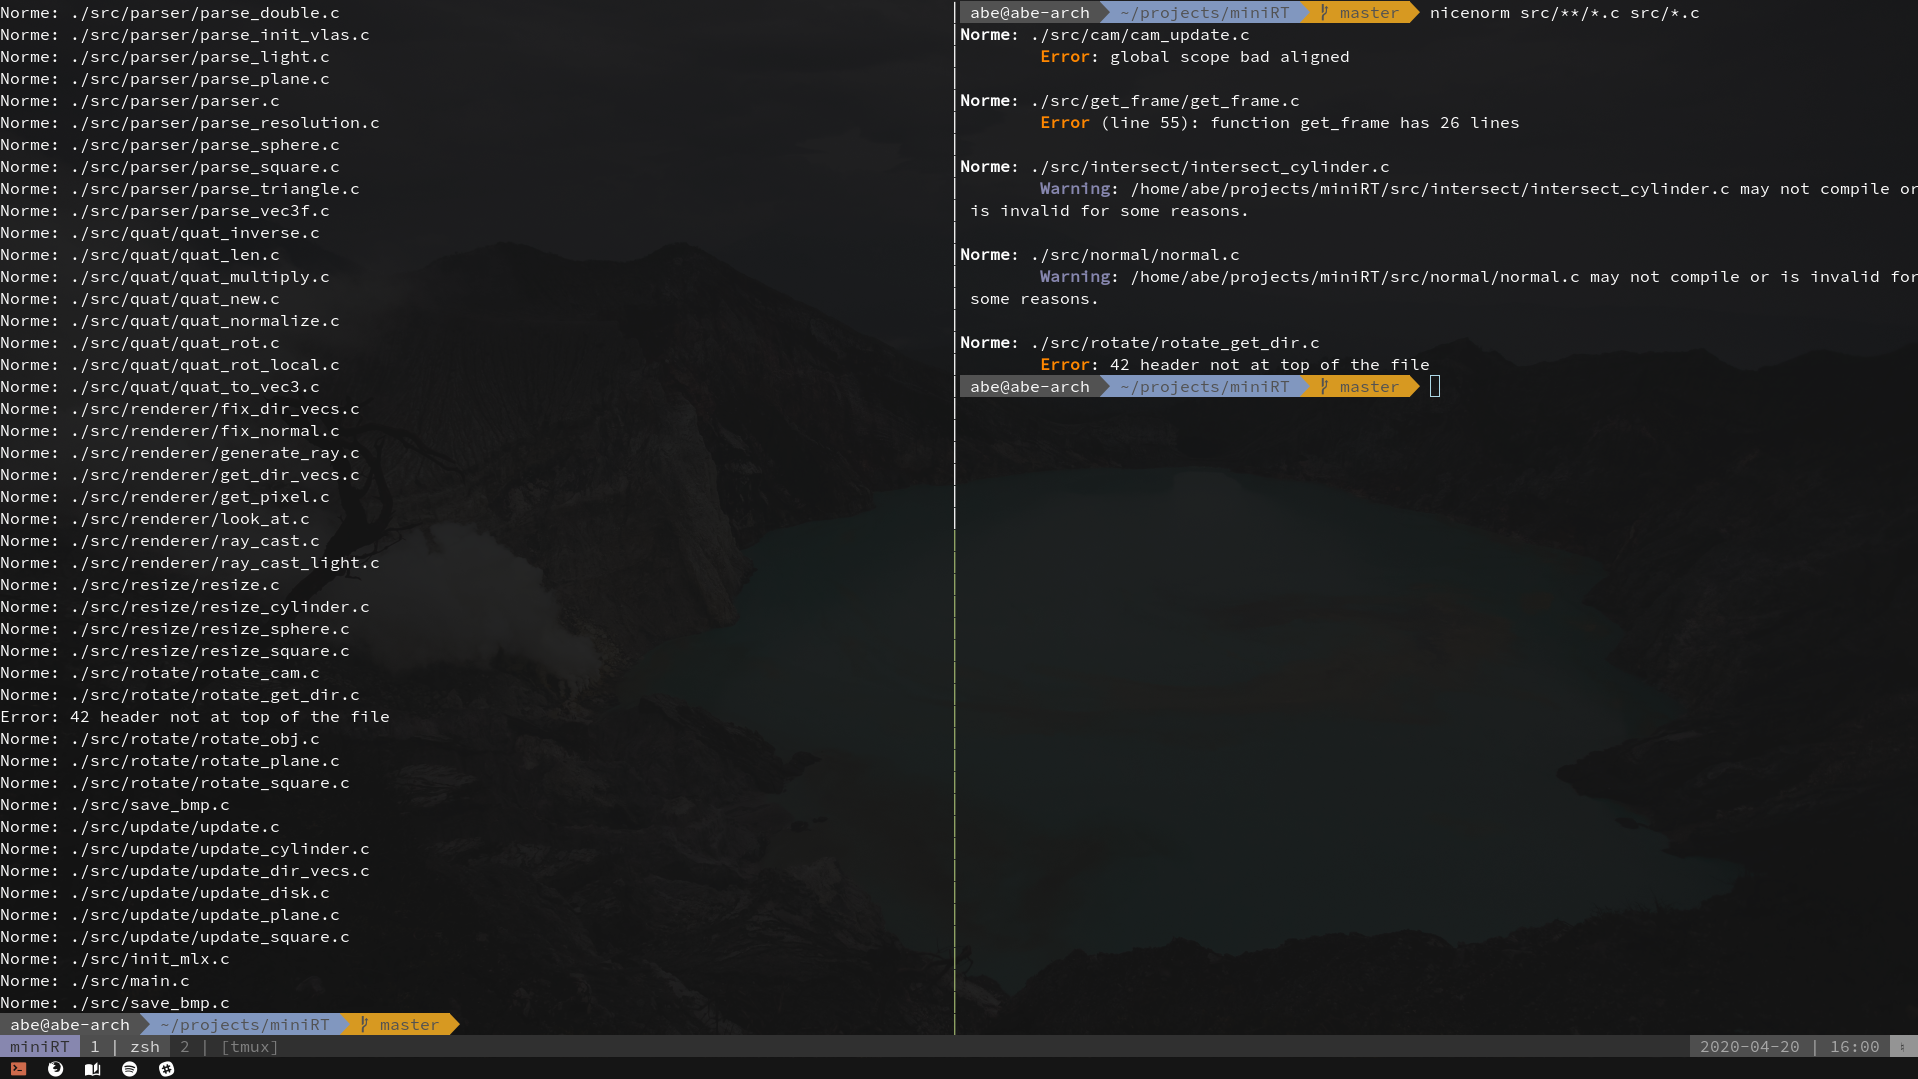 Norme: ./src/parser/parse_double.c
Norme: ./src/parser/parse_init_vlas.c
Norme: ./src/parser/parse_light.c
Norme: ./src/parser/parse_plane.c
Norme: ./src/parser/parser.c
Norme: ./src/parser/parse_resolution.c
Norme: ./src/parser/parse_sphere.c
Norme: ./src/parser/parse_square.c
Norme: ./src/parser/parse_triangle.c
Norme: ./src/parser/parse_vec3f.c
Norme: ./src/quat/quat_inverse.c
Norme: ./src/quat/quat_len.c
Norme: ./src/quat/quat_multiply.c
Norme: ./src/quat/quat_new.c
Norme: ./src/quat/quat_normalize.c
Norme: ./src/quat/quat_rot.c
Norme: ./src/quat/quat_rot_local.c
Norme: ./src/quat/quat_to_vec3.c
Norme: ./src/renderer/fix_dir_vecs.c
Norme: ./src/renderer/fix_normal.c
Norme: ./src/renderer/generate_ray.c
Norme: ./src/renderer/get_dir_vecs.c
Norme: ./src/renderer/get_pixel.c
Norme: ./src/renderer/look_at.c
Norme: ./src/renderer/ray_cast.c
Norme: ./src/renderer/ray_cast_light.c
Norme: ./src/resize/resize.c
Norme: ./src/resize/resize_cylinder.c
Norme: ./src/resize/resize_sphere.c
Norme: ./src/resize/resize_square.c
Norme: ./src/rotate/rotate_cam.c
Norme: ./src/rotate/rotate_get_dir.c
Error: 42 header not at top of the file
Norme: ./src/rotate/rotate_obj.c
Norme: ./src/rotate/rotate_plane.c
Norme: ./src/rotate/rotate_square.c
Norme: ./src/save_bmp.c
Norme: ./src/update/update.c
Norme: ./src/update/update_cylinder.c
Norme: ./src/update/update_dir_vecs.c
Norme: ./src/update/update_disk.c
Norme: ./src/update/update_plane.c
Norme: ./src/update/update_square.c
Norme: ./src/init_mlx.c
Norme: ./src/main.c
Norme: ./src/save_bmp.c
abe@abe-arch ~/projects/miniRT master
abe@abe-arch ~/projects/miniRT master nicenorm src/**/*.c src/*.c
Norme: ./src/cam/cam_update.c
Error: global scope bad aligned
Norme: ./src/get_frame/get_frame.c
Error (line 55): function get_frame has 26 lines
Norme: ./src/intersect/intersect_cylinder.c
Warning: /home/abe/projects/miniRT/src/intersect/intersect_cylinder.c may not compile or
is invalid for some reasons.
Norme: ./src/normal/normal.c
Warning: /home/abe/projects/miniRT/src/normal/normal.c may not compile or is invalid for
some reasons.
Norme: ./src/rotate/rotate_get_dir.c
Error: 42 header not at top of the file
abe@abe-arch ~/projects/miniRT master
miniRT 1 | zsh 2 | [tmux] 2020-04-20 | 16:00